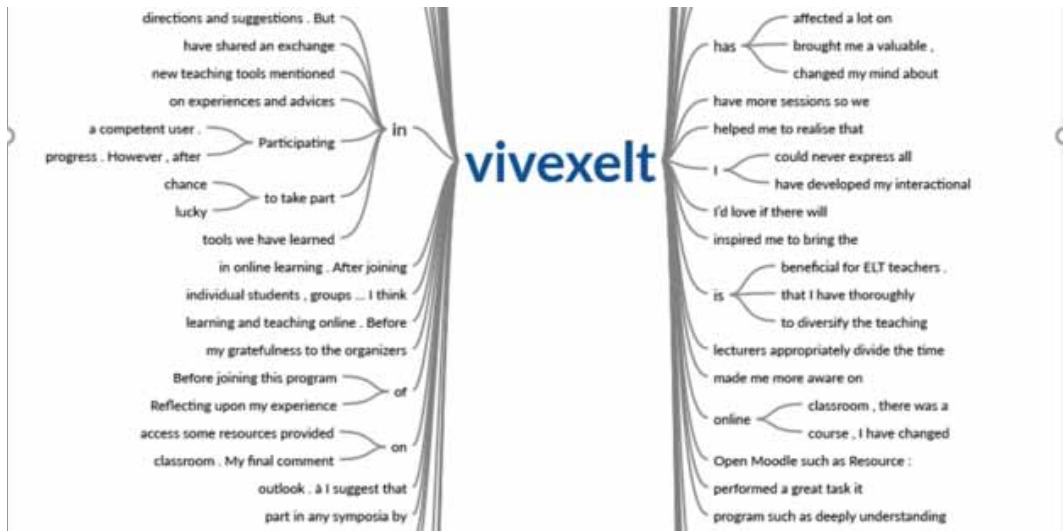 directions and suggestions . But
have shared an exchange
new teaching tools mentioned
on experiences and advices
in
a competent user .
progress . However , after
Participating
chance
lucky
to take part
tools we have learned
in online learning . After joining
individual students , groups ... I think
learning and teaching online . Before
my gratefulness to the organizers
Before joining this program
Reflecting upon my experience
of
access some resources provided
classroom . My final comment
on
outlook . à I suggest that
part in any symposia by
vivexelt
has
affected a lot on
brought me a valuable ,
changed my mind about
have more sessions so we
helped me to realise that
I
could never express all
have developed my interactional
I'd love if there will
inspired me to bring the
is
beneficial for ELT teachers .
that I have thoroughly
to diversify the teaching
lecturers appropriately divide the time
made me more aware on
online
classroom , there was a
course , I have changed
Open Moodle such as Resource :
performed a great task it
program such as deeply understanding